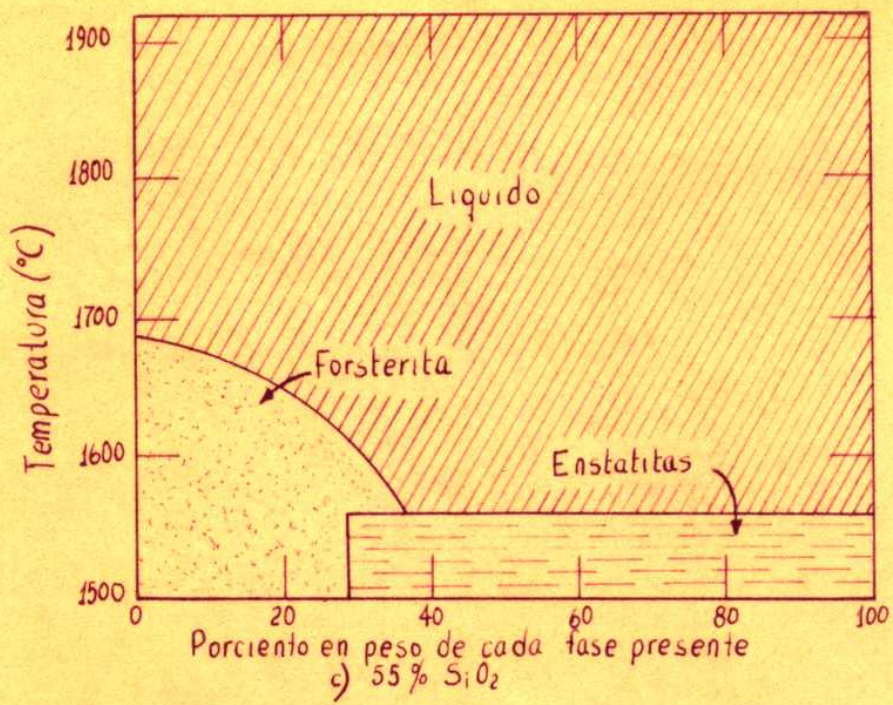 1900
1800
Liquido
1700
Forsterita
1600
Enstatitas
1500
Temperatura (°C)
0 20 40 60 80 100
Porciento en peso de cada fase presente
c) 55% SiO2